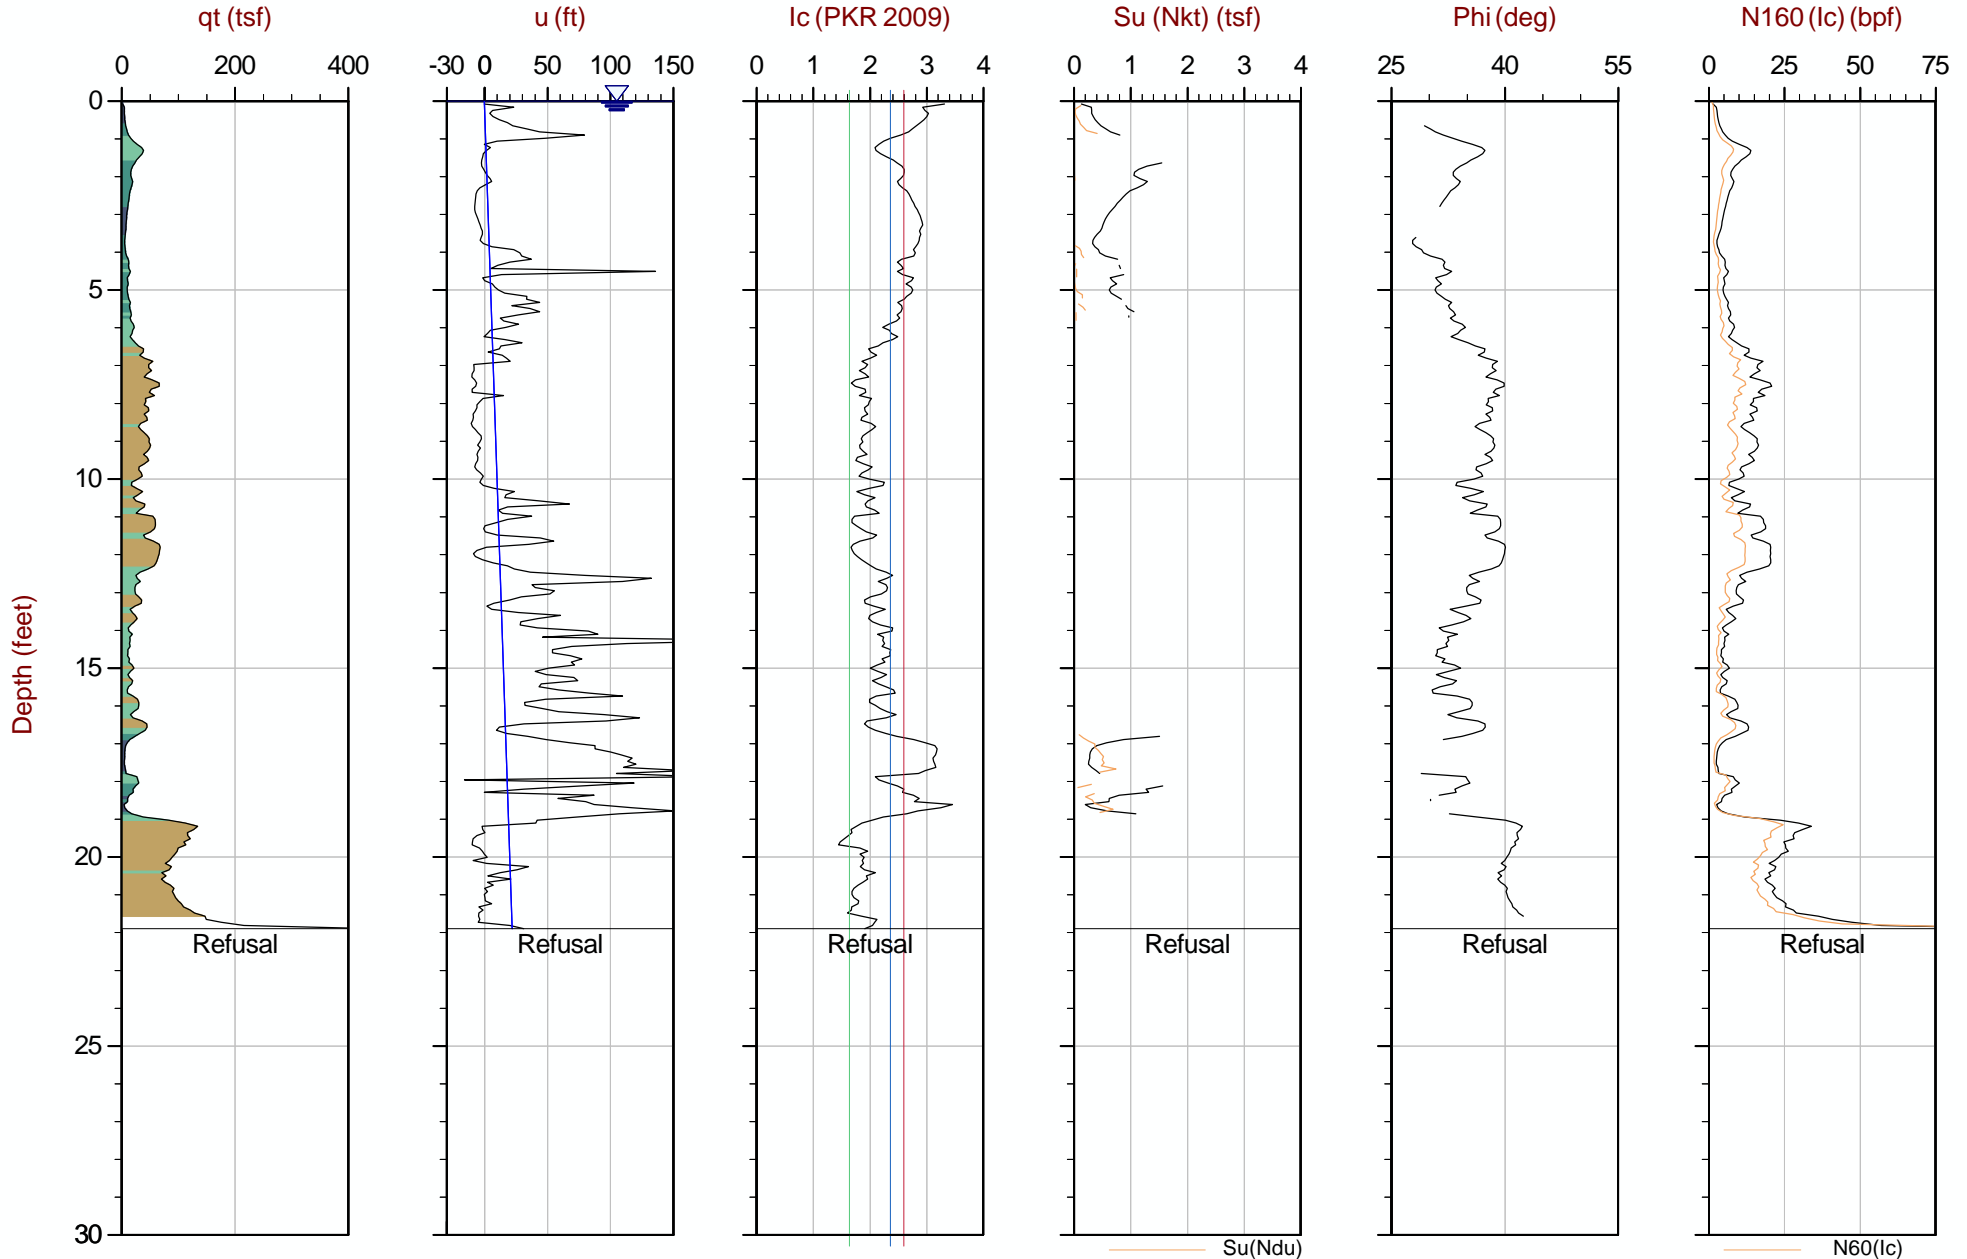 qt (tsf) u (ft) Ic (PKR 2009) Su (Nkt) (tsf) Phi (deg) N160 (Ic) (bpf)
0 200 400 -30 0 50 100 150 0 1 2 3 4 0 1 2 3 4 25 40 55 0 25 50 75
0
5
10
Depth (feet)
15
20
Refusal Refusal Refusal Refusal Refusal Refusal
25
30
Su(Ndu) N60(Ic)